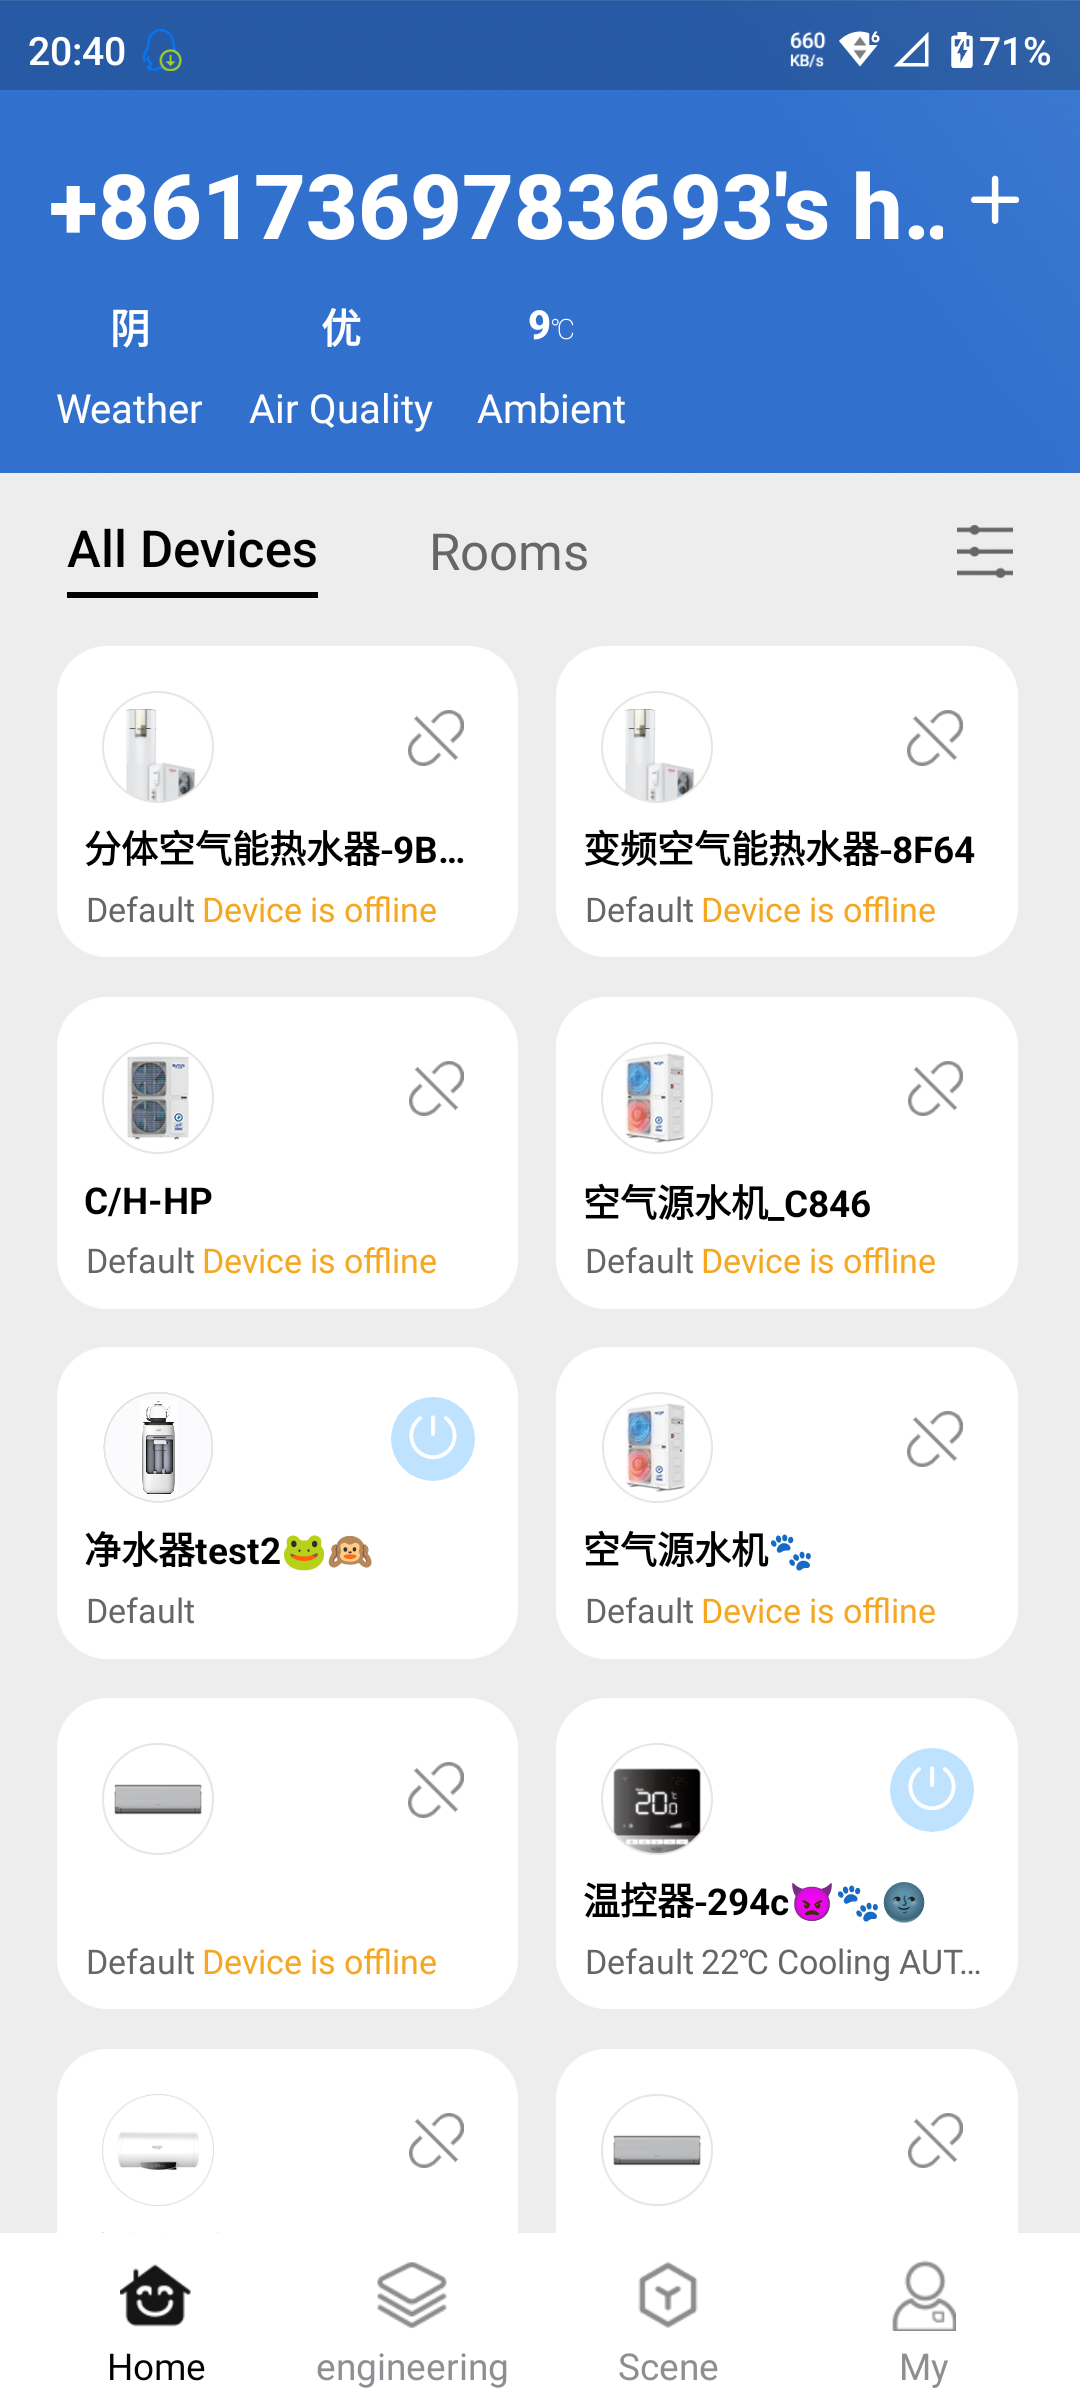 20:40
660
KB/s
6
71%
+8617369783693's h..
阴
优
9℃
Weather
Air Quality
Ambient
All Devices
Rooms
分体空气能热水器-9B...
Default Device is offline
变频空气能热水器-8F64
Default Device is offline
C/H-HP
Default Device is offline
空气源水机_C846
Default Device is offline
净水器test2🐸🙉
Default
空气源水机🐾
Default Device is offline
Default Device is offline
20.0
℃
温控器-294c👿🐾🌚
Default 22℃ Cooling AUT...
Home
engineering
Scene
My